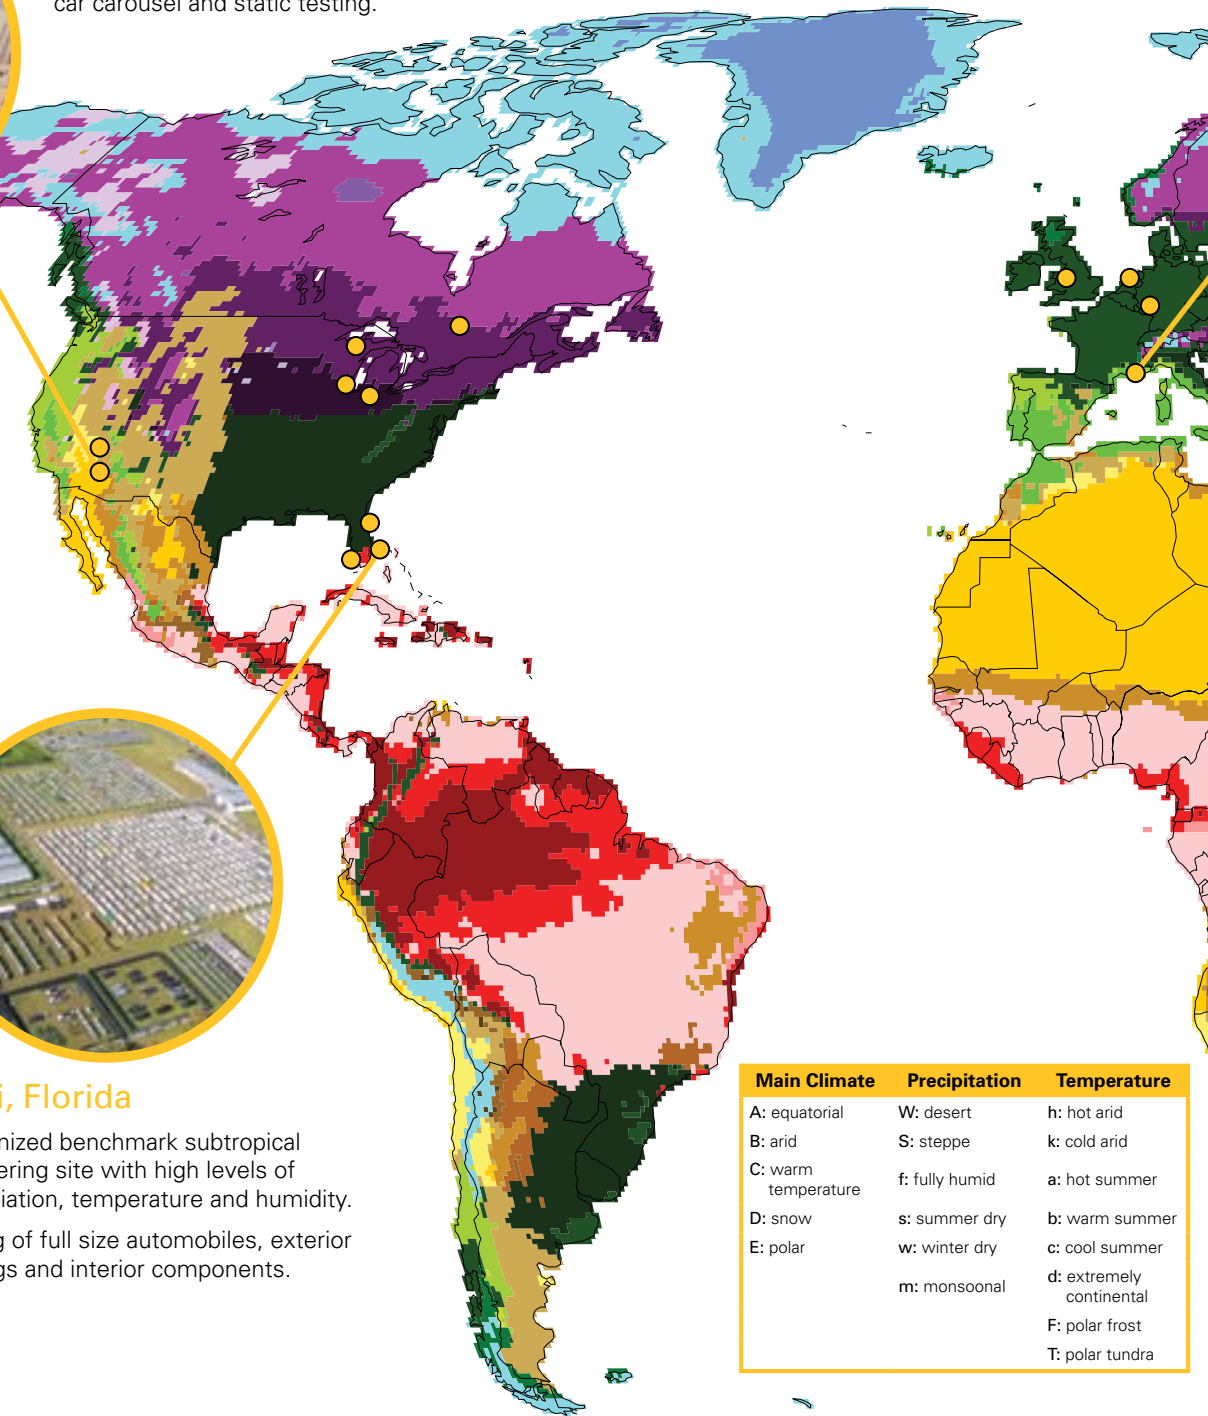 car carousel and static testing.
i, Florida
nized benchmark subtropical
ering site with high levels of
iation, temperature and humidity.
g of full size automobiles, exterior
gs and interior components.
Main Climate Precipitation Temperature
A: equatorial W: desert h: hot arid
B: arid S: steppe k: cold arid
C: warm
temperature f: fully humid a: hot summer
D: snow s: summer dry b: warm summer
E: polar w: winter dry c: cool summer
m: monsoonal d: extremely
continental
F: polar frost
T: polar tundra